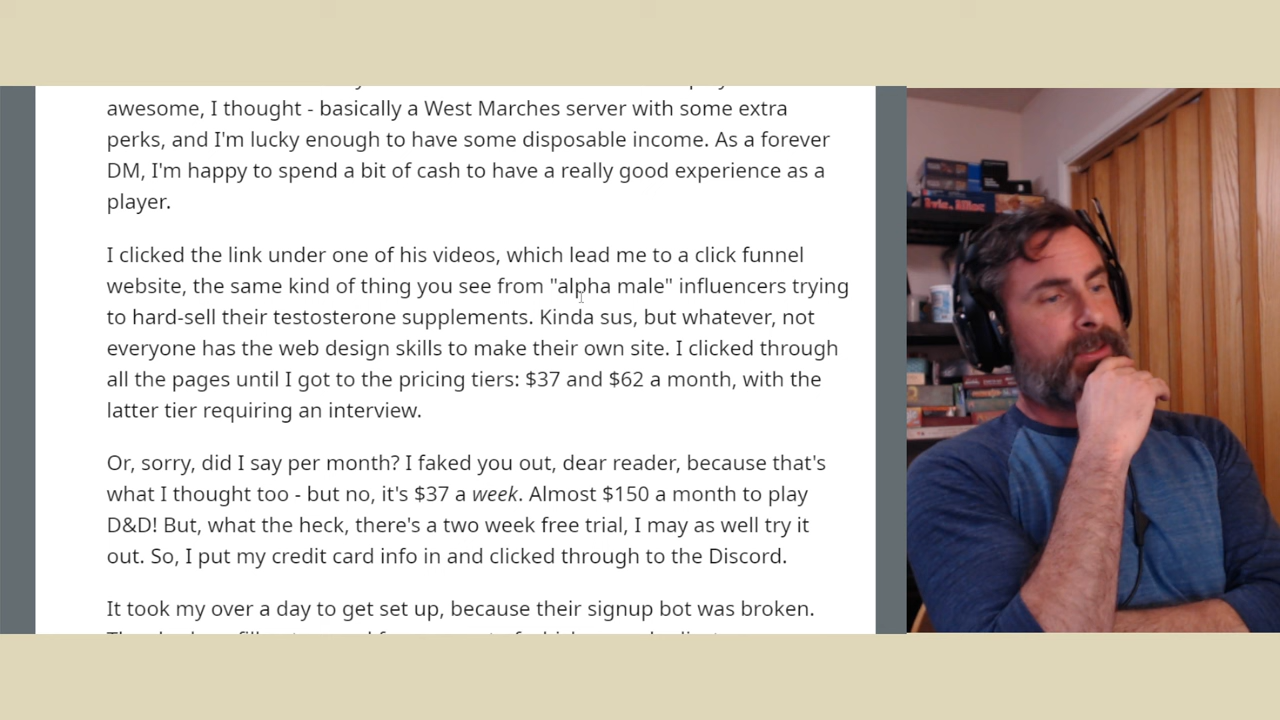 awesome, I thought - basically a West Marches server with some extra
perks, and I'm lucky enough to have some disposable income. As a forever
DM, I'm happy to spend a bit of cash to have a really good experience as a
player.
I clicked the link under one of his videos, which lead me to a click funnel
website, the same kind of thing you see from "alpha male" influencers trying
to hard-sell their testosterone supplements. Kinda sus, but whatever, not
everyone has the web design skills to make their own site. I clicked through
all the pages until I got to the pricing tiers: $37 and $62 a month, with the
latter tier requiring an interview.
Or, sorry, did I say per month? I faked you out, dear reader, because that's
what I thought too - but no, it's $37 a week. Almost $150 a month to play
D&D! But, what the heck, there's a two week free trial, I may as well try it
out. So, I put my credit card info in and clicked through to the Discord.
It took my over a day to get set up, because their signup bot was broken.